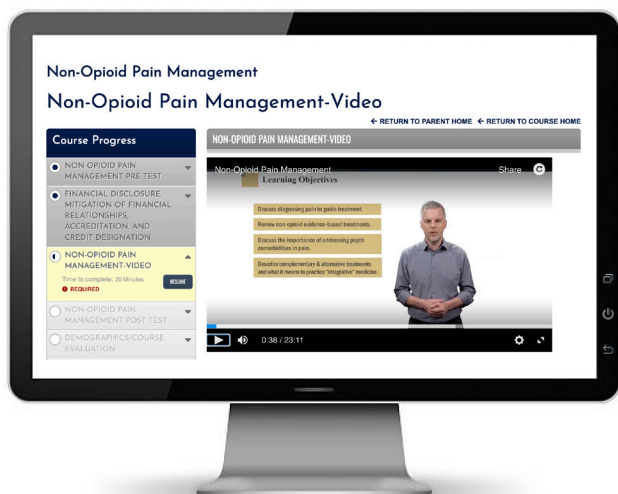 Non-Opioid Pain Management
Non-Opioid Pain Management-Video
← RETURN TO PARENT HOME ← RETURN TO COURSE HOME
Course Progress
NON-OPIOID PAIN
MANAGEMENT PRE TEST
FINANCIAL DISCLOSURE,
MITIGATION OF FINANCIAL
RELATIONSHIPS,
ACCREDITATION, AND
CREDIT DESIGNATION
NON-OPIOID PAIN
MANAGEMENT-VIDEO
Time to complete: 20 Minutes
REQUIRED
RESUME
NON-OPIOID PAIN
MANAGEMENT POST TEST
DEMOGRAPHICS/COURSE
EVALUATION
NON-OPIOID PAIN MANAGEMENT-VIDEO
Non-Opioid Pain Management
Share
Learning Objectives
Discuss diagnosing pain to guide treatment.
Review non-opioid evidence-based treatments.
Discuss the importance of addressing psych
comorbidities in pain.
Describe complementary & alternative treatments
and what it means to practice "integrative" medicine.
0:38 / 23:11